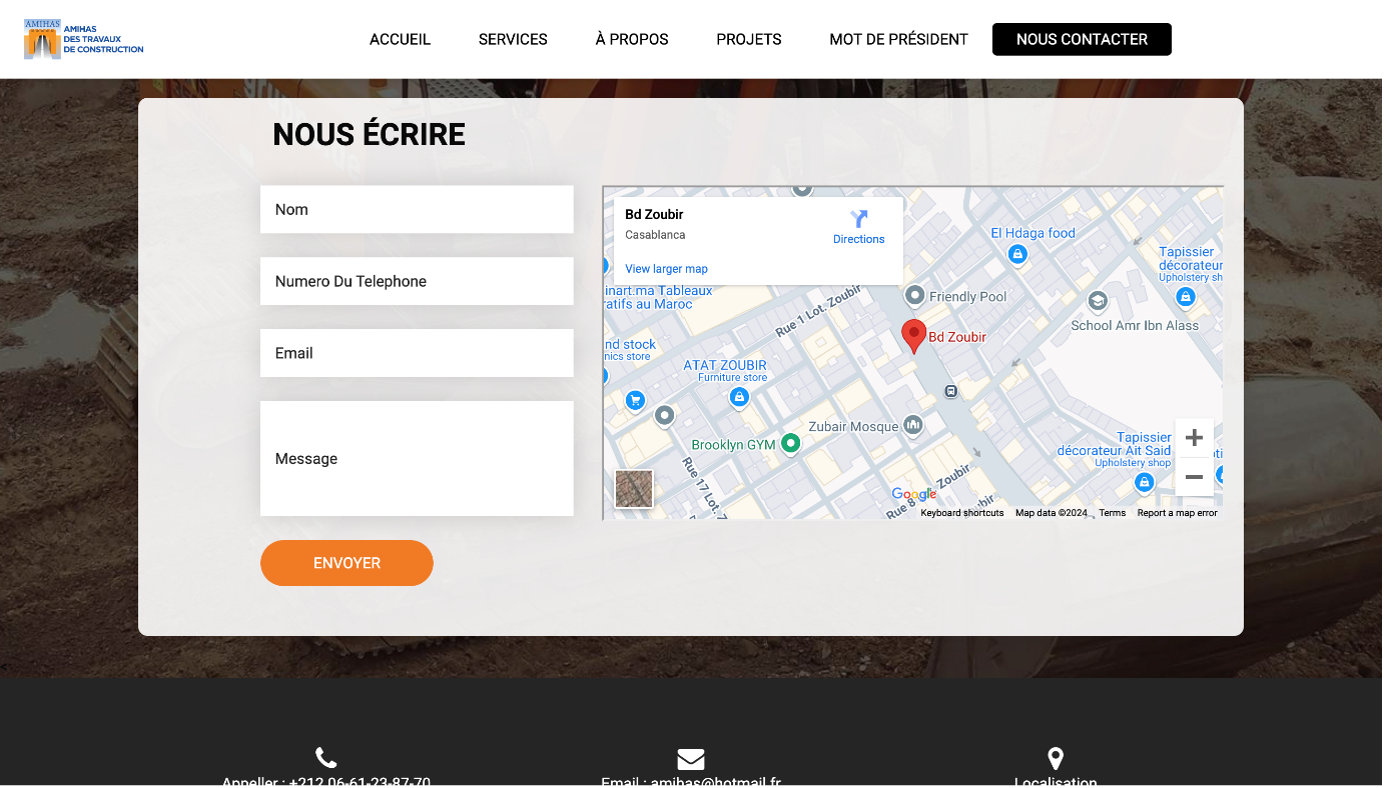 AMIHAS
AMIHAS
DES TRAVAUX
DE CONSTRUCTION
ACCUEIL
SERVICES
À PROPOS
PROJETS
MOT DE PRÉSIDENT
NOUS CONTACTER
NOUS ÉCRIRE
Nom
Numero Du Telephone
Email
Message
ENVOYER
Bd Zoubir
Casablanca
View larger map
Directions
El Hdaga food
Tapissier
décorateur
Upholstery sh
inart.ma Tableaux
ratifs au Maroc
Rue 1 Lot. Zoubir
Friendly Pool
School Amr Ibn Alass
Bd Zoubir
nd stock
nics store
ATAT ZOUBIR
Furniture store
Zubair Mosque
Brooklyn GYM
Tapissier
décorateur Ait Said
Upholstery shop
Rue 17 Lot. Z
Rue 8 Zoubir
Google
Keyboard shortcuts
Map data ©2024
Terms
Report a map error
Appeller : +212 06-61-23-87-70
Email : amihas@hotmail.fr
Localisation